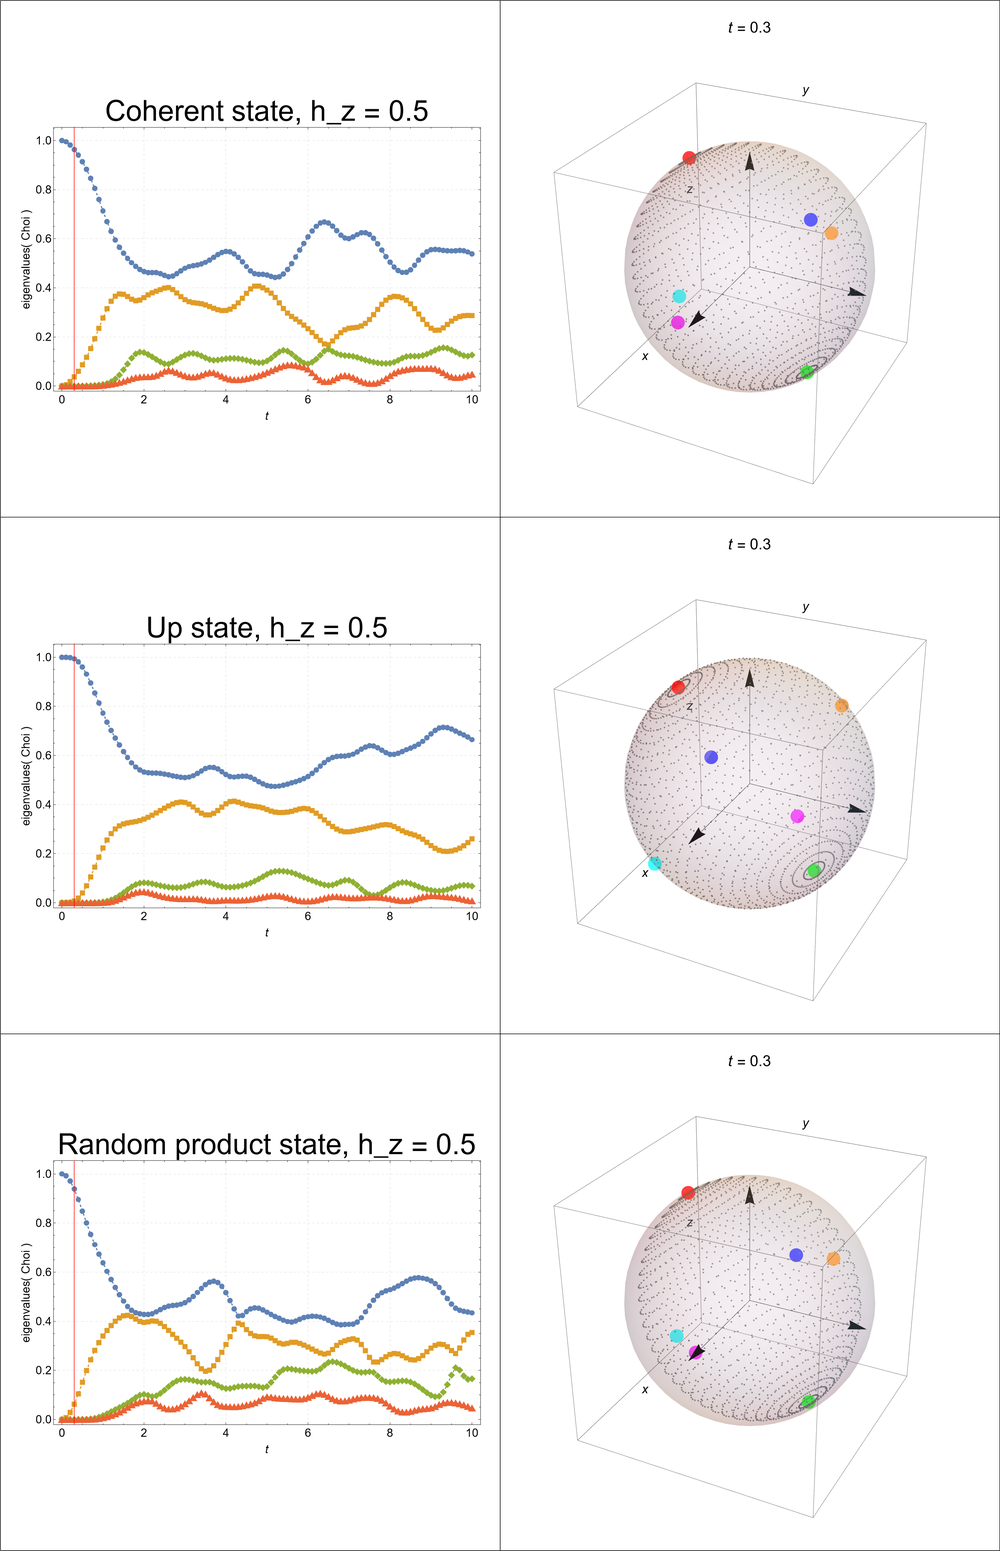 Coherent state, h_z = 0.5
eigenvalues( Choi )
1.0
0.8
0.6
0.4
0.2
0.0
0 2 4 6 8 10
t
t = 0.3
y
z
x
Up state, h_z = 0.5
eigenvalues( Choi )
1.0
0.8
0.6
0.4
0.2
0.0
0 2 4 6 8 10
t
t = 0.3
y
z
x
Random product state, h_z = 0.5
eigenvalues( Choi )
1.0
0.8
0.6
0.4
0.2
0.0
0 2 4 6 8 10
t
t = 0.3
y
z
x